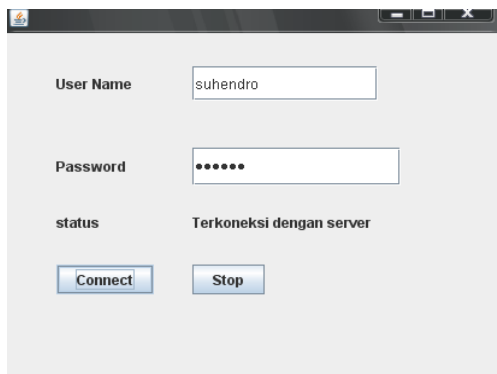 User Name suhendro
Password ••••••
status Terkoneksi dengan server
Connect Stop